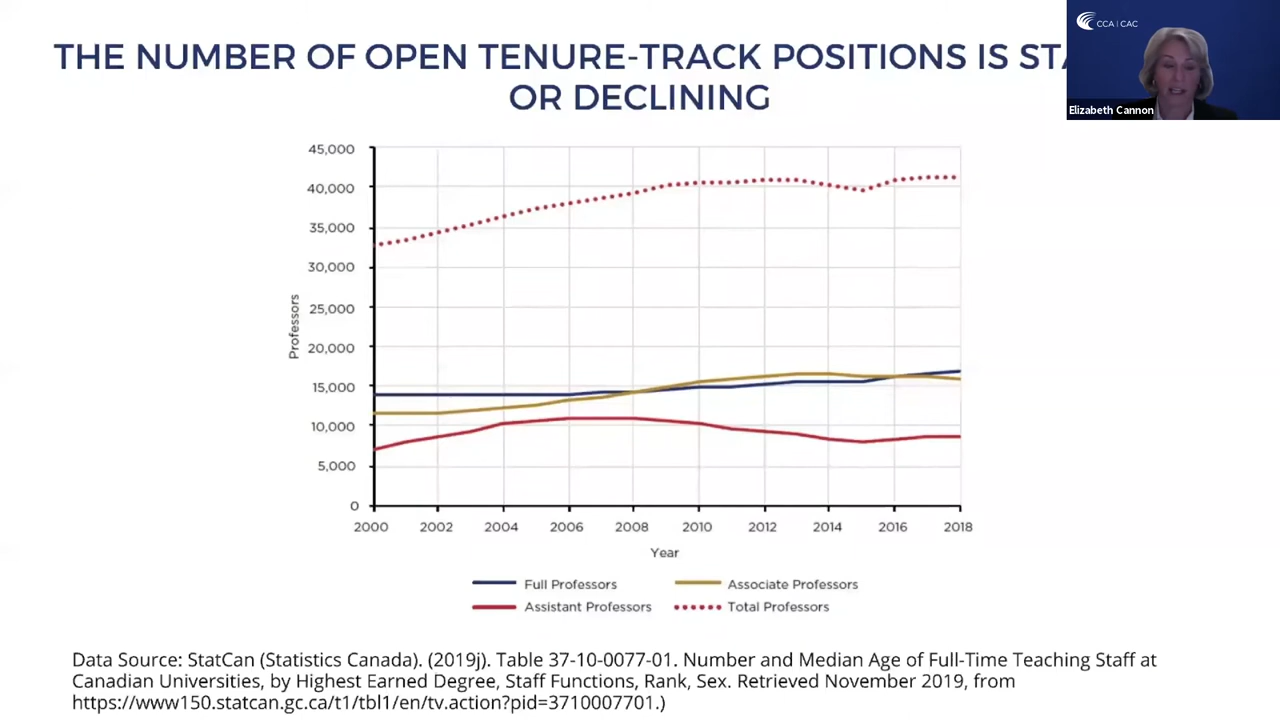 CCA | CAC
Elizabeth Cannon
THE NUMBER OF OPEN TENURE-TRACK POSITIONS IS
OR DECLINING
45,000
40,000
35,000
30,000
25,000
20,000
15,000
10,000
5,000
0
Professors
2000 2002 2004 2006 2008 2010 2012 2014 2016 2018
Year
Full Professors Associate Professors
Assistant Professors Total Professors
Data Source: StatCan (Statistics Canada). (2019j). Table 37-10-0077-01. Number and Median Age of Full-Time Teaching Staff at
Canadian Universities, by Highest Earned Degree, Staff Functions, Rank, Sex. Retrieved November 2019, from
https://www150.statcan.gc.ca/t1/tbl1/en/tv.action?pid=3710007701.)